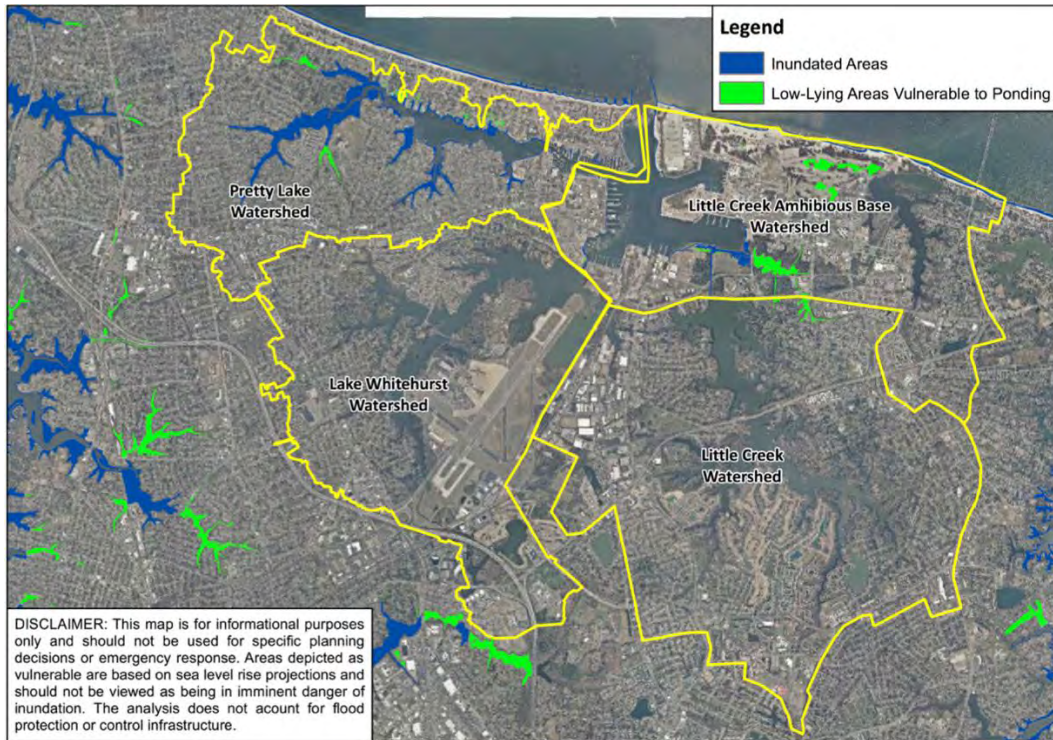 Legend
Inundated Areas
Low-Lying Areas Vulnerable to Ponding
Pretty Lake
Watershed
Little Creek Amhibious Base
Watershed
Lake Whitehurst
Watershed
Little Creek
Watershed
DISCLAIMER: This map is for informational purposes
only and should not be used for specific planning
decisions or emergency response. Areas depicted as
vulnerable are based on sea level rise projections and
should not be viewed as being in imminent danger of
inundation. The analysis does not acount for flood
protection or control infrastructure.